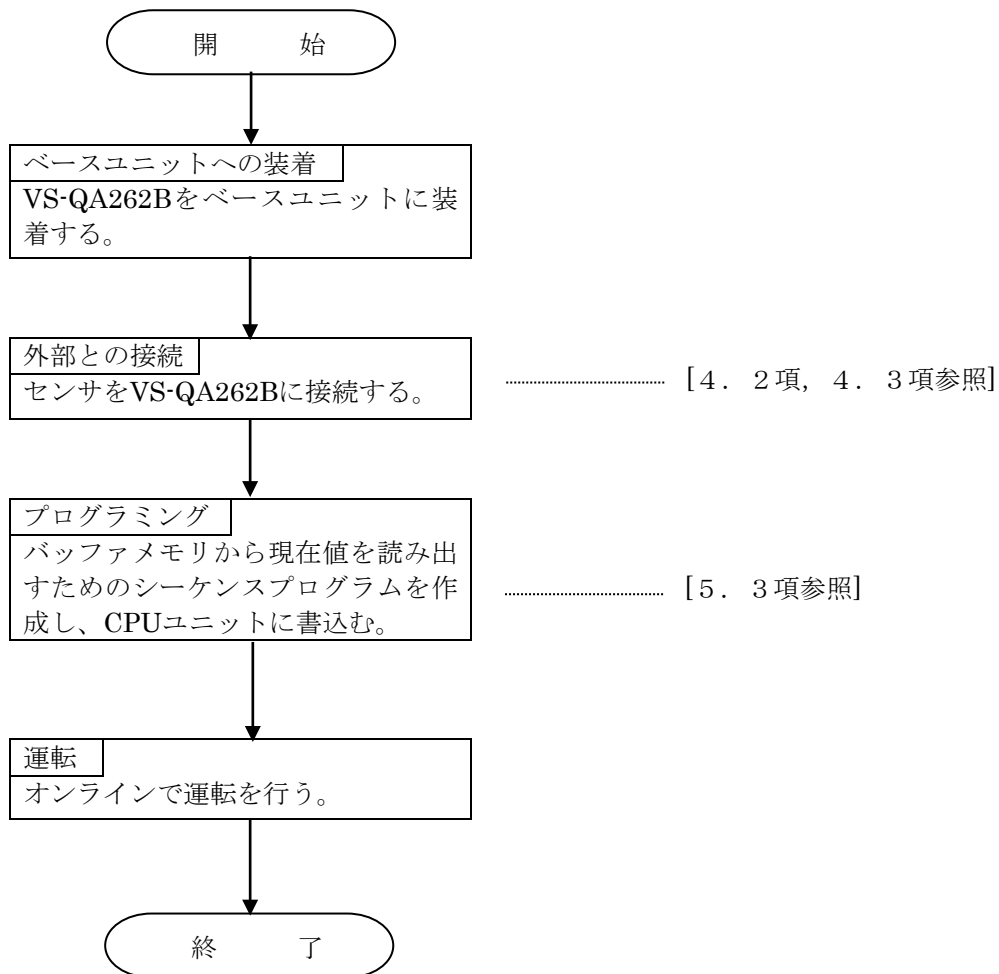 開　始
ベースユニットへの装着
VS-QA262Bをベースユニットに装
着する。
外部との接続
センサをVS-QA262Bに接続する。
[４．２項，４．３項参照]
プログラミング
バッファメモリから現在値を読み出
すためのシーケンスプログラムを作
成し、CPUユニットに書込む。
[５．３項参照]
運転
オンラインで運転を行う。
終　了